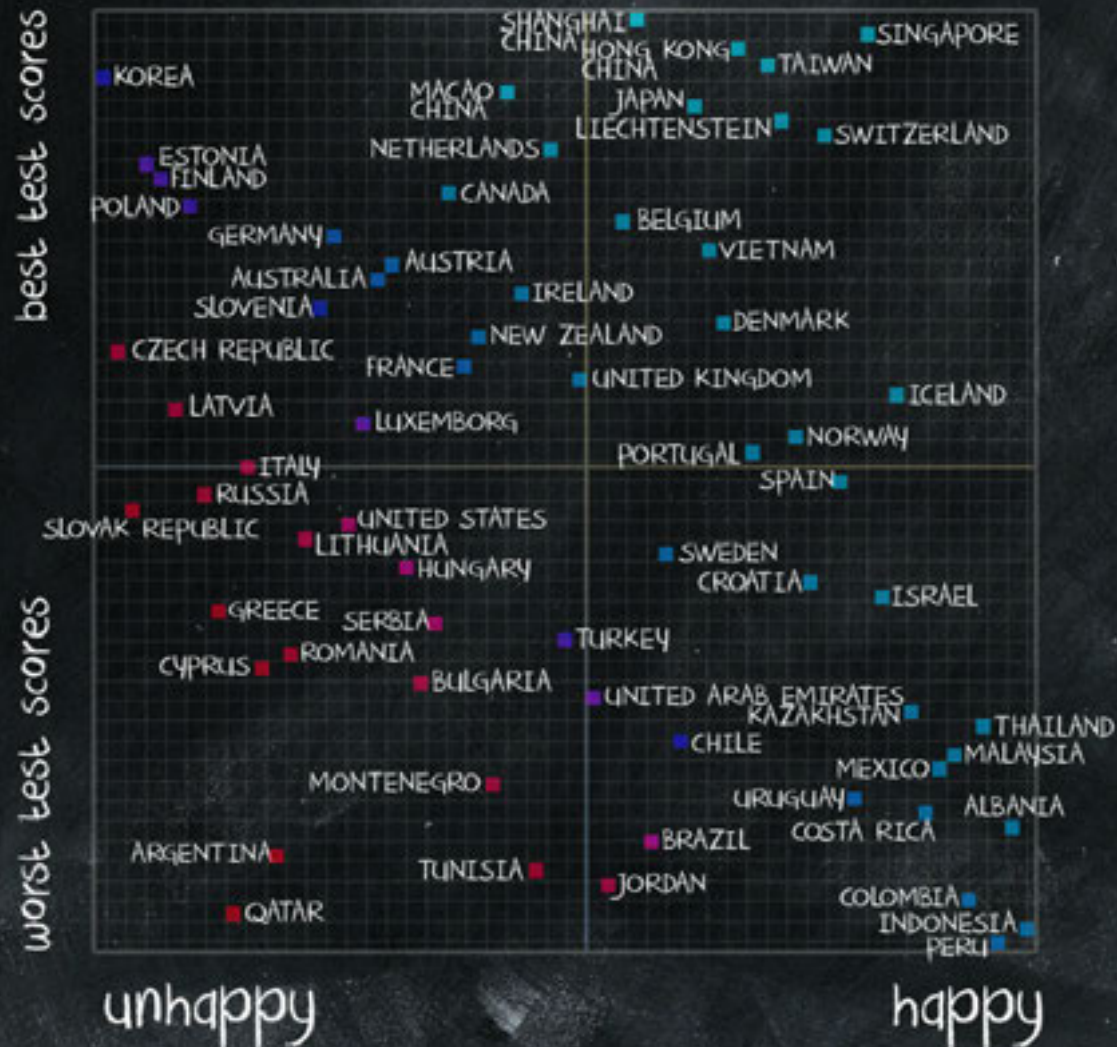 best test scores
worst test scores
SHANGHAI
CHINA
SINGAPORE
HONG KONG
CHINA
TAIWAN
KOREA
MACAO
CHINA
JAPAN
LIECHTENSTEIN
SWITZERLAND
NETHERLANDS
ESTONIA
FINLAND
CANADA
POLAND
BELGIUM
GERMANY
VIETNAM
AUSTRIA
AUSTRALIA
IRELAND
SLOVENIA
DENMARK
NEW ZEALAND
CZECH REPUBLIC
FRANCE
UNITED KINGDOM
ICELAND
LATVIA
LUXEMBORG
NORWAY
PORTUGAL
ITALY
SPAIN
RUSSIA
SLOVAK REPUBLIC
UNITED STATES
LITHUANIA
SWEDEN
HUNGARY
CROATIA
ISRAEL
GREECE
SERBIA
TURKEY
ROMANIA
CYPRUS
BULGARIA
UNITED ARAB EMIRATES
KAZAKHSTAN
THAILAND
CHILE
MALAYSIA
MEXICO
MONTENEGRO
URUGUAY
ALBANIA
COSTA RICA
BRAZIL
ARGENTINA
TUNISIA
JORDAN
COLOMBIA
QATAR
INDONESIA
PERU
unhappy
happy